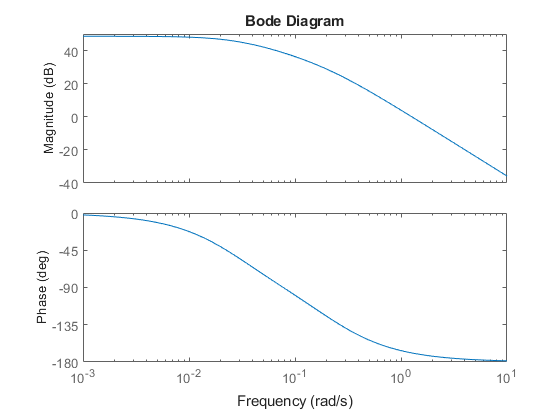 Bode Diagram
Magnitude (dB)
40
20
0
-20
-40
Phase (deg)
0
-45
-90
-135
-180
10^-3 10^-2 10^-1 10^0 10^1
Frequency (rad/s)